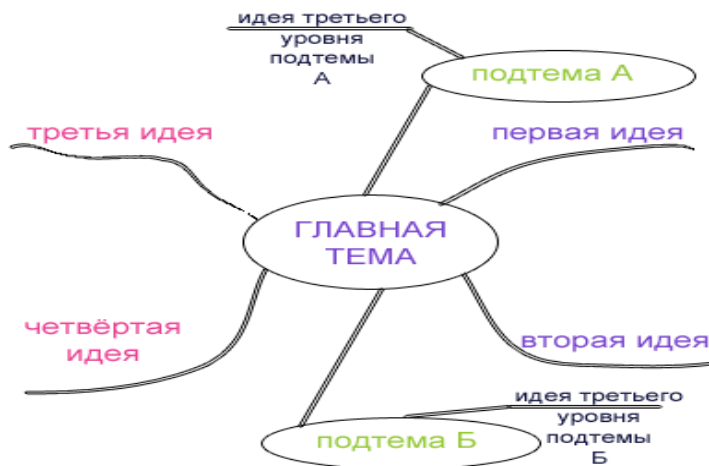 идея третьего
уровня
подтемы
А
подтема А
третья идея
первая идея
ГЛАВНАЯ
ТЕМА
четвёртая
идея
вторая идея
идея третьего
уровня
подтемы
Б
подтема Б